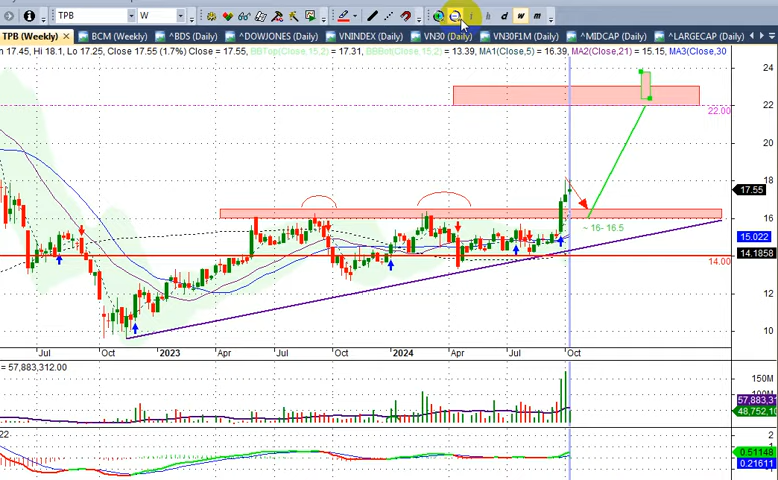 TPB W i h d w m
TPB (Weekly) BCM (Weekly) ^BDS (Daily) ^DOWJONES (Daily) VNINDEX (Daily) VN30 (Daily) VN30F1M (Daily) ^MIDCAP (Daily) ^LARGECAP (Daily)
n 17.45, Hi 18.1, Lo 17.25, Close 17.55 (1.7%) Close = 17.55, BBTop(Close 15,2) = 17.31, BBBot(Close 15,2) = 13.39, MA1(Close,5) = 16.39, MA2(Close,21) = 15.15, MA3(Close,30
24
22
22.00
20
18
17.55
16
~ 16- 16.5
15.022
14.1858
14.00
12
10
Jul Oct 2023 Apr Jul Oct 2024 Apr Jul Oct
= 57,883,312.00
150M
100M
57,883,3
48,752,10
22
2
0.51148
0.21611